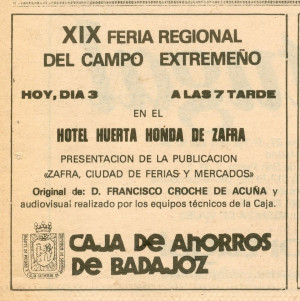 XIX FERIA REGIONAL
DEL CAMPO EXTREMEÑO
HOY, DIA 3 A LAS 7 TARDE
EN EL
HOTEL HUERTA HONDA DE ZAFRA
PRESENTACION DE LA PUBLICACION
«ZAFRA, CIUDAD DE FERIAS Y MERCADOS»
Original de: D. FRANCISCO CROCHE DE ACUÑA y
audiovisual realizado por los equipos técnicos de la Caja.
CAJA DE AHORROS
DE BADAJOZ